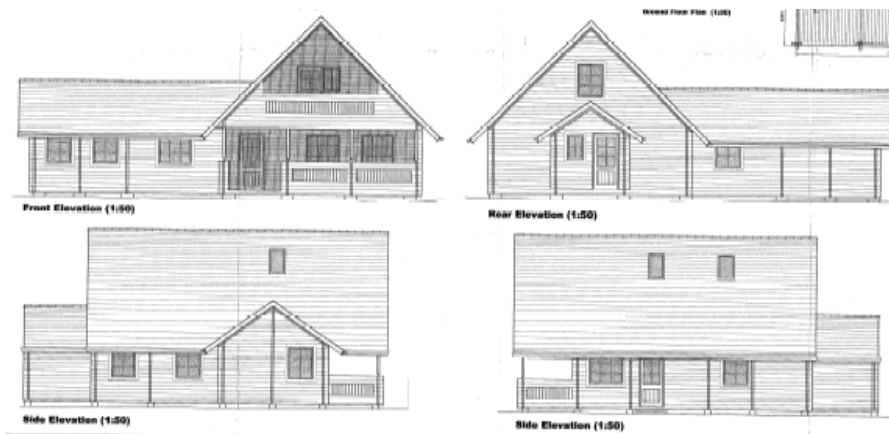 Ground Floor Plan (1:20)
Front Elevation (1:50)
Rear Elevation (1:50)
Side Elevation (1:50)
Side Elevation (1:50)